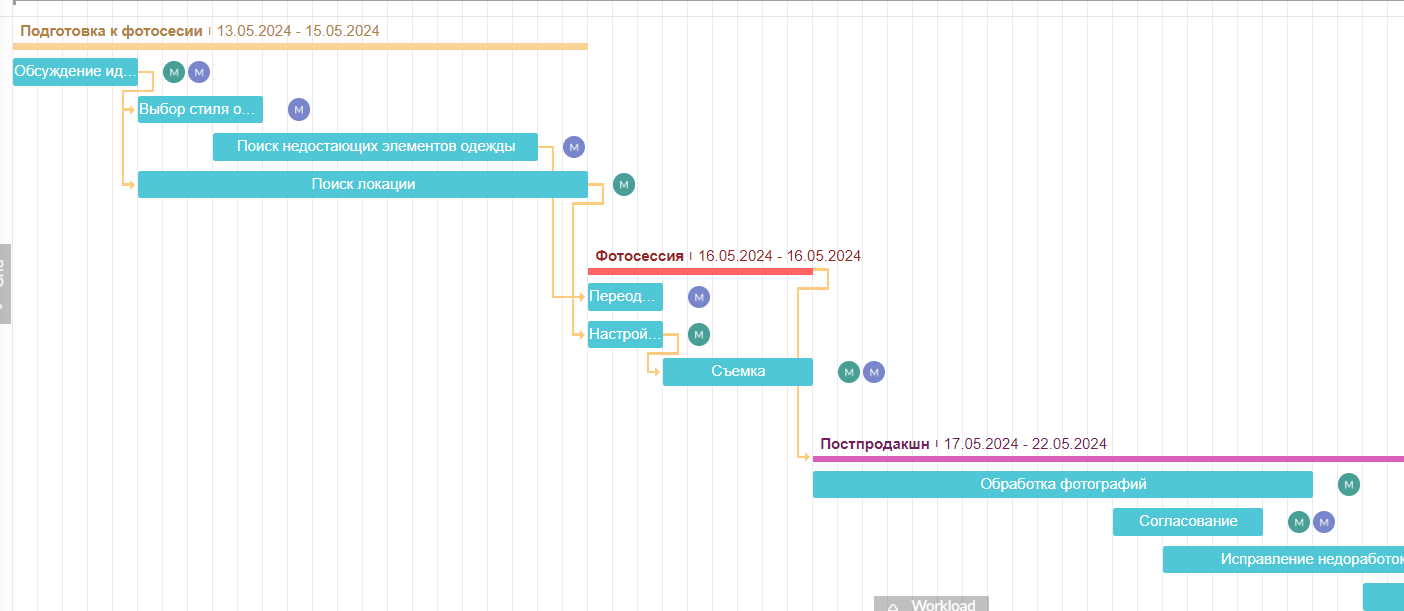 Подготовка к фотосесии 13.05.2024 - 15.05.2024
Обсуждение ид... М М
Выбор стиля о... М
Поиск недостающих элементов одежды М
Поиск локации М
Фотосессия 16.05.2024 - 16.05.2024
Переод... М
Настрой... М
Съемка М М
Постпродакшн 17.05.2024 - 22.05.2024
Обработка фотографий М
Согласование М М
Исправление недоработок
Workload